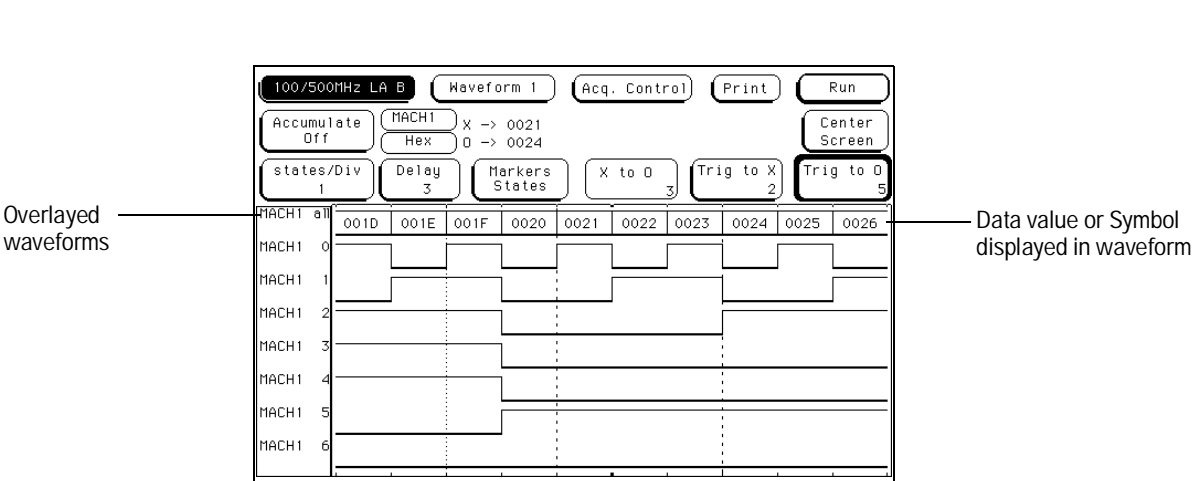 100/500MHz LA B
Waveform 1
Acq. Control
Print
Run
Accumulate
Off
MACH1
Hex
X -> 0021
O -> 0024
Center
Screen
states/Div
1
Delay
3
Markers
States
X to O
3
Trig to X
2
Trig to O
5
Overlayed
waveforms
MACH1 all
001D 001E 001F 0020 0021 0022 0023 0024 0025 0026
Data value or Symbol
displayed in waveform
MACH1 0
MACH1 1
MACH1 2
MACH1 3
MACH1 4
MACH1 5
MACH1 6